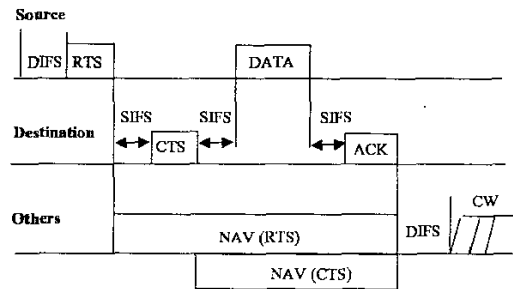 Source
DIFS RTS DATA
SIFS SIFS SIFS
Destination
CTS ACK
CW
Others
DIFS
NAV (RTS)
NAV (CTS)